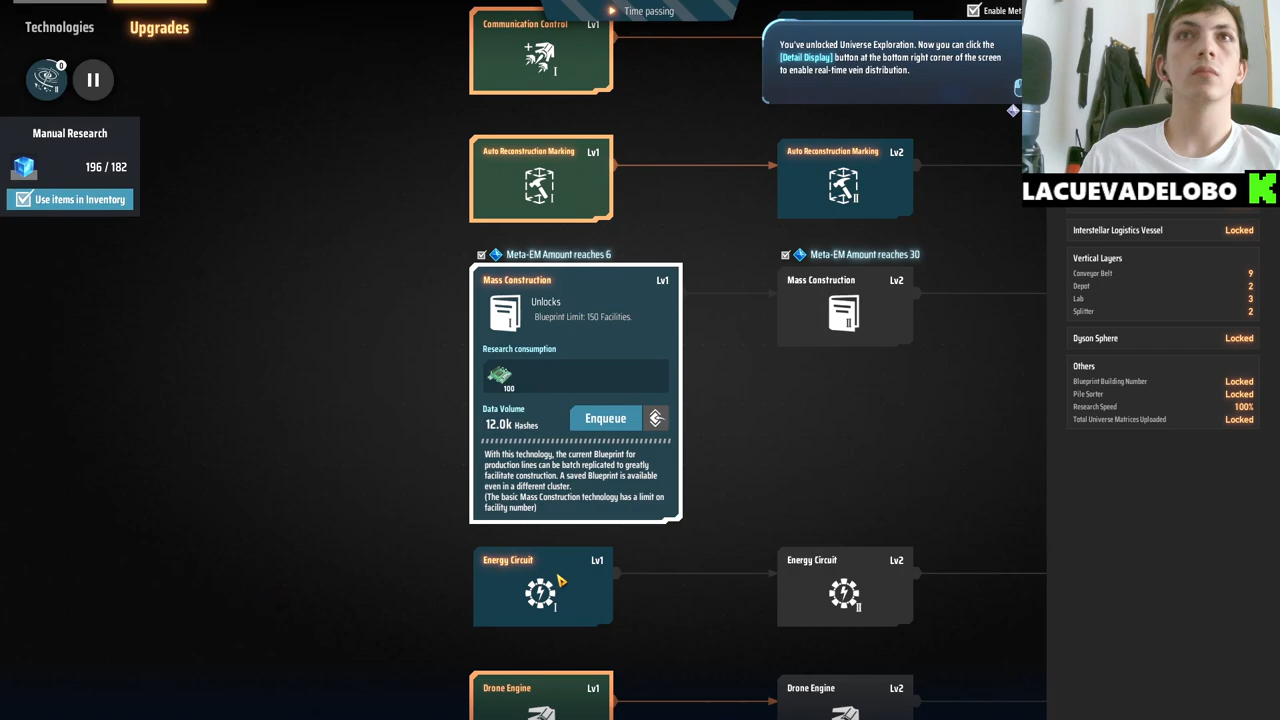 Technologies
Upgrades
0
II
Manual Research
196 / 182
Use items in Inventory
Time passing
Enable Met
Communication Control
Lv1
I
You've unlocked Universe Exploration. Now you can click the
[Detail Display] button at the bottom right corner of the screen
to enable real-time vein distribution.
LACUEVADELOBO
Auto Reconstruction Marking
Lv1
I
Auto Reconstruction Marking
Lv2
II
Meta-EM Amount reaches 6
Meta-EM Amount reaches 30
Mass Construction
Lv1
I
Unlocks
Blueprint Limit: 150 Facilities.
Research consumption
100
Data Volume
12.0k Hashes
Enqueue
With this technology, the current Blueprint for
production lines can be batch replicated to greatly
facilitate construction. A saved Blueprint is available
even in a different cluster.
(The basic Mass Construction technology has a limit on
facility number)
Mass Construction
Lv2
II
Energy Circuit
Lv1
I
Energy Circuit
Lv2
II
Drone Engine
Lv1
Drone Engine
Lv2
Interstellar Logistics Vessel Locked
Vertical Layers
Conveyor Belt 9
Depot 2
Lab 3
Splitter 2
Dyson Sphere Locked
Others
Blueprint Building Number Locked
Pile Sorter Locked
Research Speed 100%
Total Universe Matrices Uploaded Locked